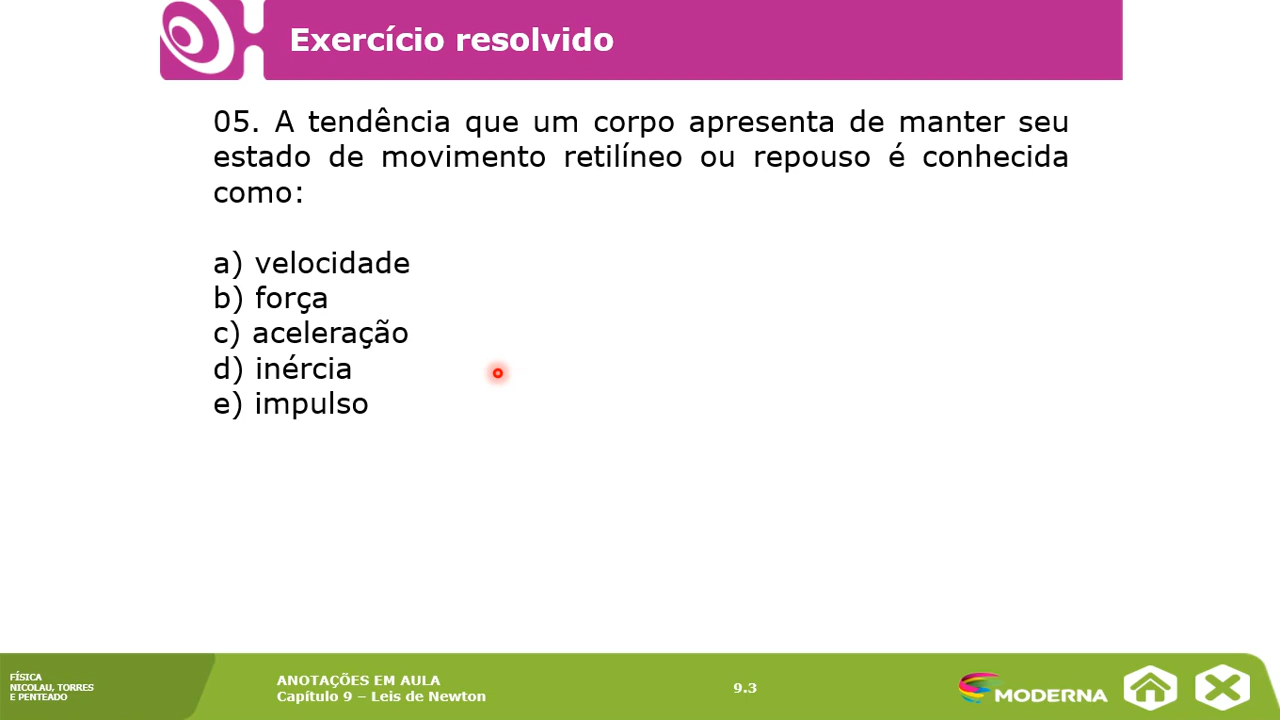 Exercício resolvido
05. A tendência que um corpo apresenta de manter seu
estado de movimento retilíneo ou repouso é conhecida
como:
a) velocidade
b) força
c) aceleração
d) inércia
e) impulso
FÍSICA
NICOLAU, TORRES
E PENTEADO
ANOTAÇÕES EM AULA
Capítulo 9 – Leis de Newton
9.3
MODERNA